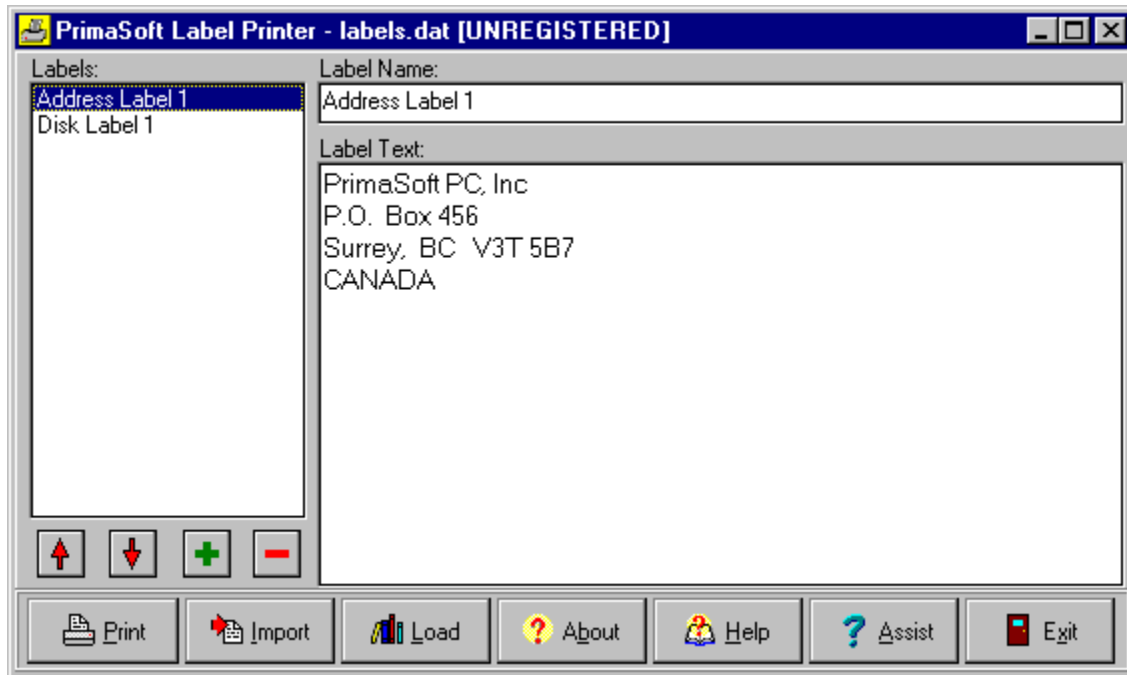 PrimaSoft Label Printer - labels.dat [UNREGISTERED]
Labels:
Address Label 1
Disk Label 1
Label Name:
Address Label 1
Label Text:
PrimaSoft PC, Inc
P.O. Box 456
Surrey, BC V3T 5B7
CANADA
Print Import Load About Help Assist Exit